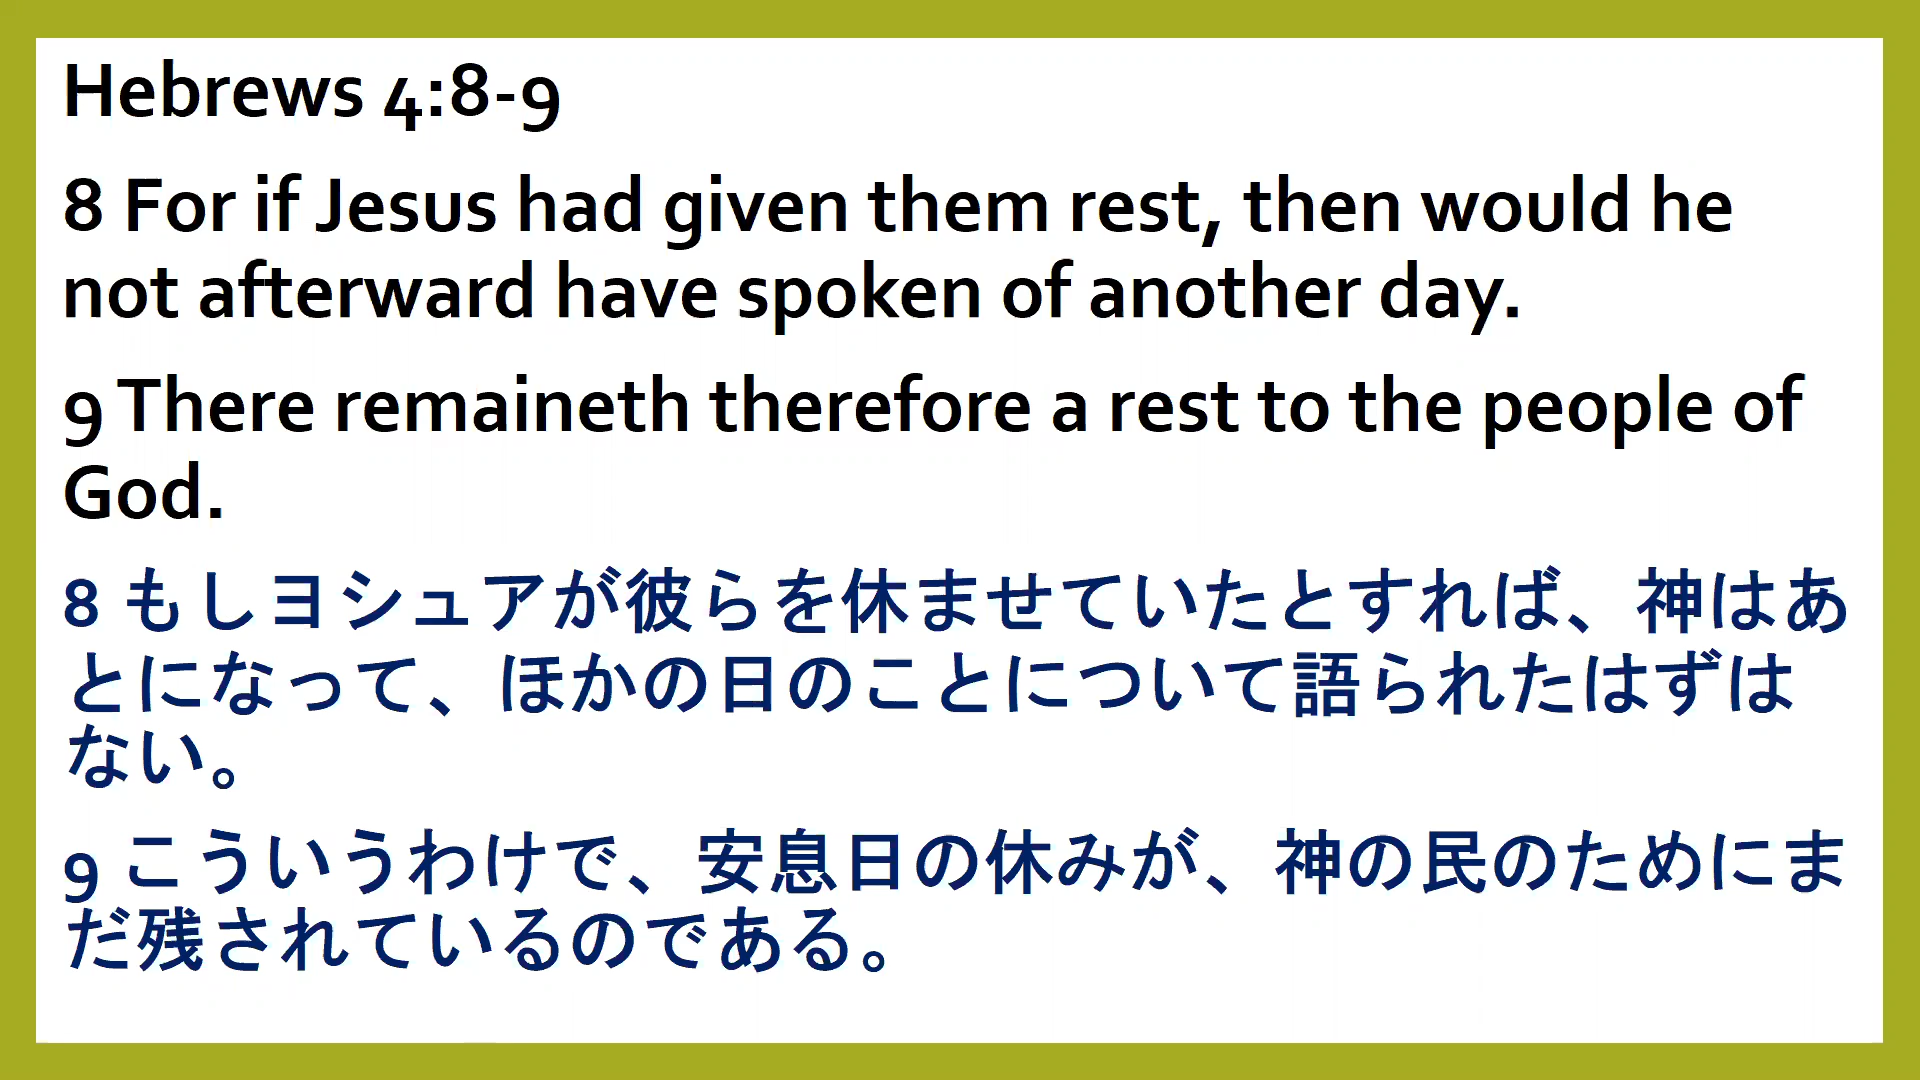 Hebrews 4:8-9
8 For if Jesus had given them rest, then would he
not afterward have spoken of another day.
9 There remaineth therefore a rest to the people of
God.
8 もしヨシュアが彼らを休ませていたとすれば、神はあ
とになって、ほかの日のことについて語られたはずは
ない。
9 こういうわけで、安息日の休みが、神の民のためにま
だ残されているのである。